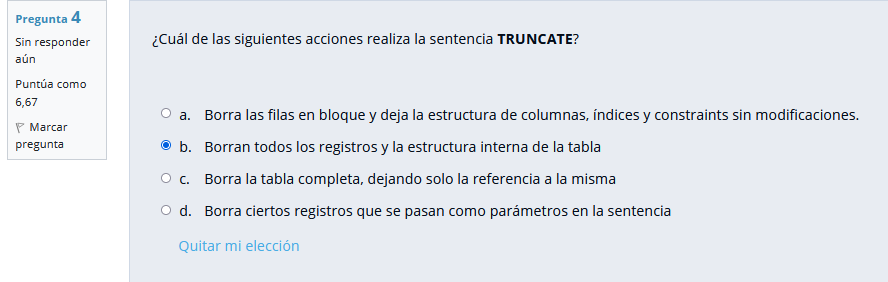 Pregunta 4
Sin responder
aún
Puntúa como
6,67
Marcar
pregunta
¿Cuál de las siguientes acciones realiza la sentencia TRUNCATE?
a. Borra las filas en bloque y deja la estructura de columnas, índices y constraints sin modificaciones.
b. Borran todos los registros y la estructura interna de la tabla
c. Borra la tabla completa, dejando solo la referencia a la misma
d. Borra ciertos registros que se pasan como parámetros en la sentencia
Quitar mi elección